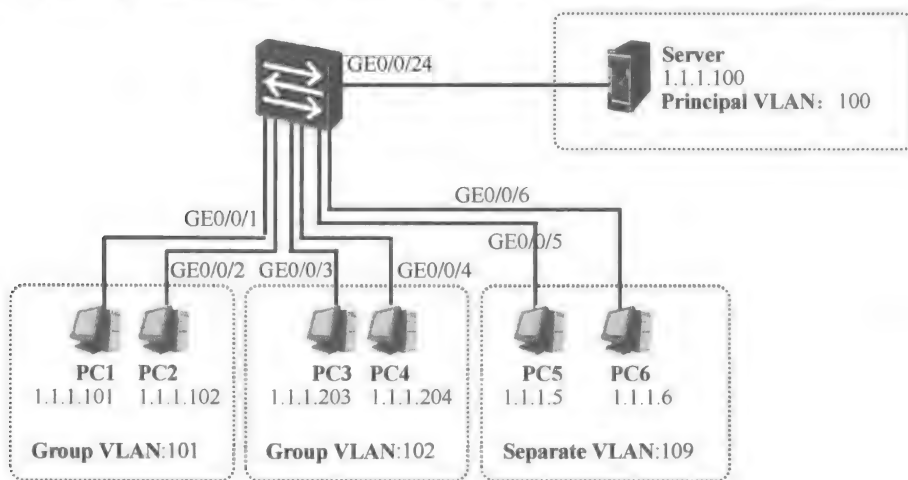 GE0/0/24
Server
1.1.1.100
Principal VLAN: 100
GE0/0/6
GE0/0/1
GE0/0/5
GE0/0/2
GE0/0/3
GE0/0/4
PC1
PC2
PC3
PC4
PC5
PC6
1.1.1.101
1.1.1.102
1.1.1.203
1.1.1.204
1.1.1.5
1.1.1.6
Group VLAN:101
Group VLAN:102
Separate VLAN:109